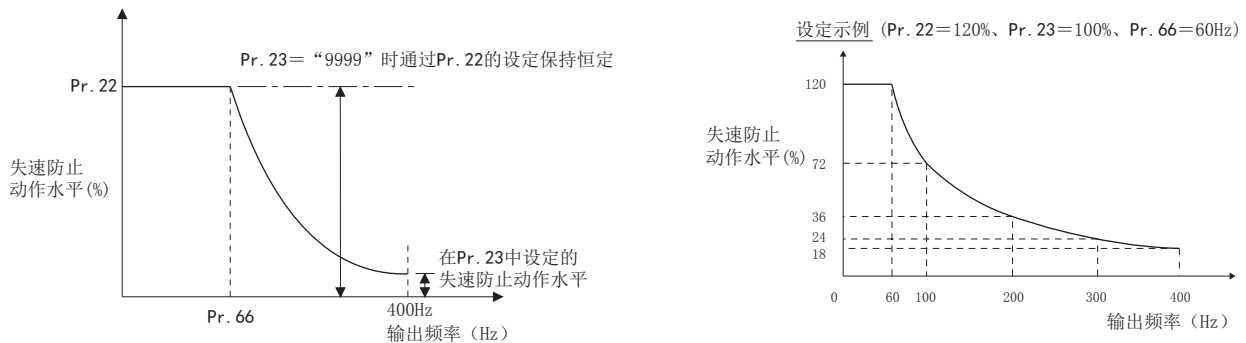 Pr.23＝“9999”时通过Pr.22的设定保持恒定
Pr.22
失速防止
动作水平(%)
在Pr.23中设定的
失速防止动作水平
Pr.66
400Hz
输出频率（Hz）
设定示例 (Pr.22＝120%、Pr.23＝100%、Pr.66＝60Hz)
120
失速防止
动作水平(%)
72
36
24
18
0 60 100 200 300 400
输出频率（Hz）